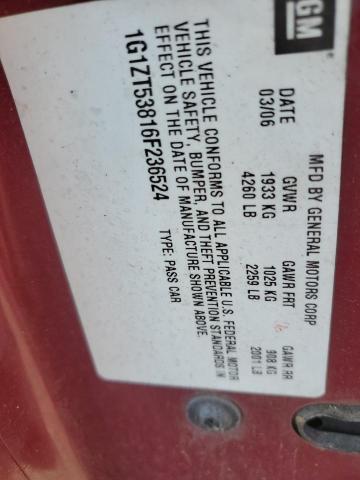 GM
MFD BY GENERAL MOTORS CORP
DATE GVWR GAWR FRT GAWR RR
03/06 1933 KG 1025 KG 908 KG
4260 LB 2259 LB 2001 LB
THIS VEHICLE CONFORMS TO ALL APPLICABLE U.S. FEDERAL MOTOR
VEHICLE SAFETY, BUMPER, AND THEFT PREVENTION STANDARDS IN
EFFECT ON THE DATE OF MANUFACTURE SHOWN ABOVE.
1G1ZT53816F236524 TYPE: PASS CAR